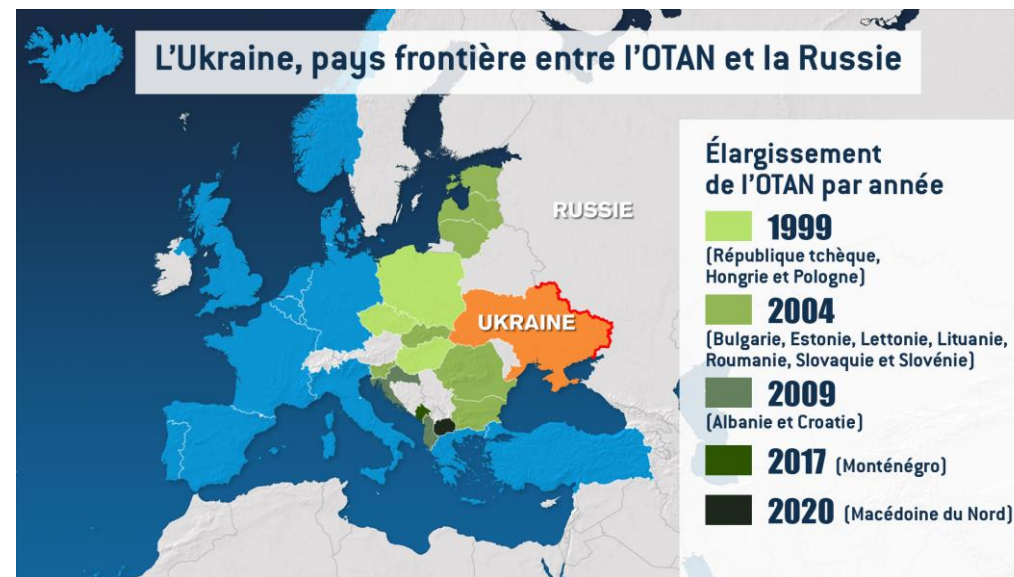 L'Ukraine, pays frontière entre l'OTAN et la Russie
RUSSIE
UKRAINE
Élargissement
de l'OTAN par année
1999
(République tchèque,
Hongrie et Pologne)
2004
(Bulgarie, Estonie, Lettonie, Lituanie,
Roumanie, Slovaquie et Slovénie)
2009
(Albanie et Croatie)
2017 (Monténégro)
2020 (Macédoine du Nord)